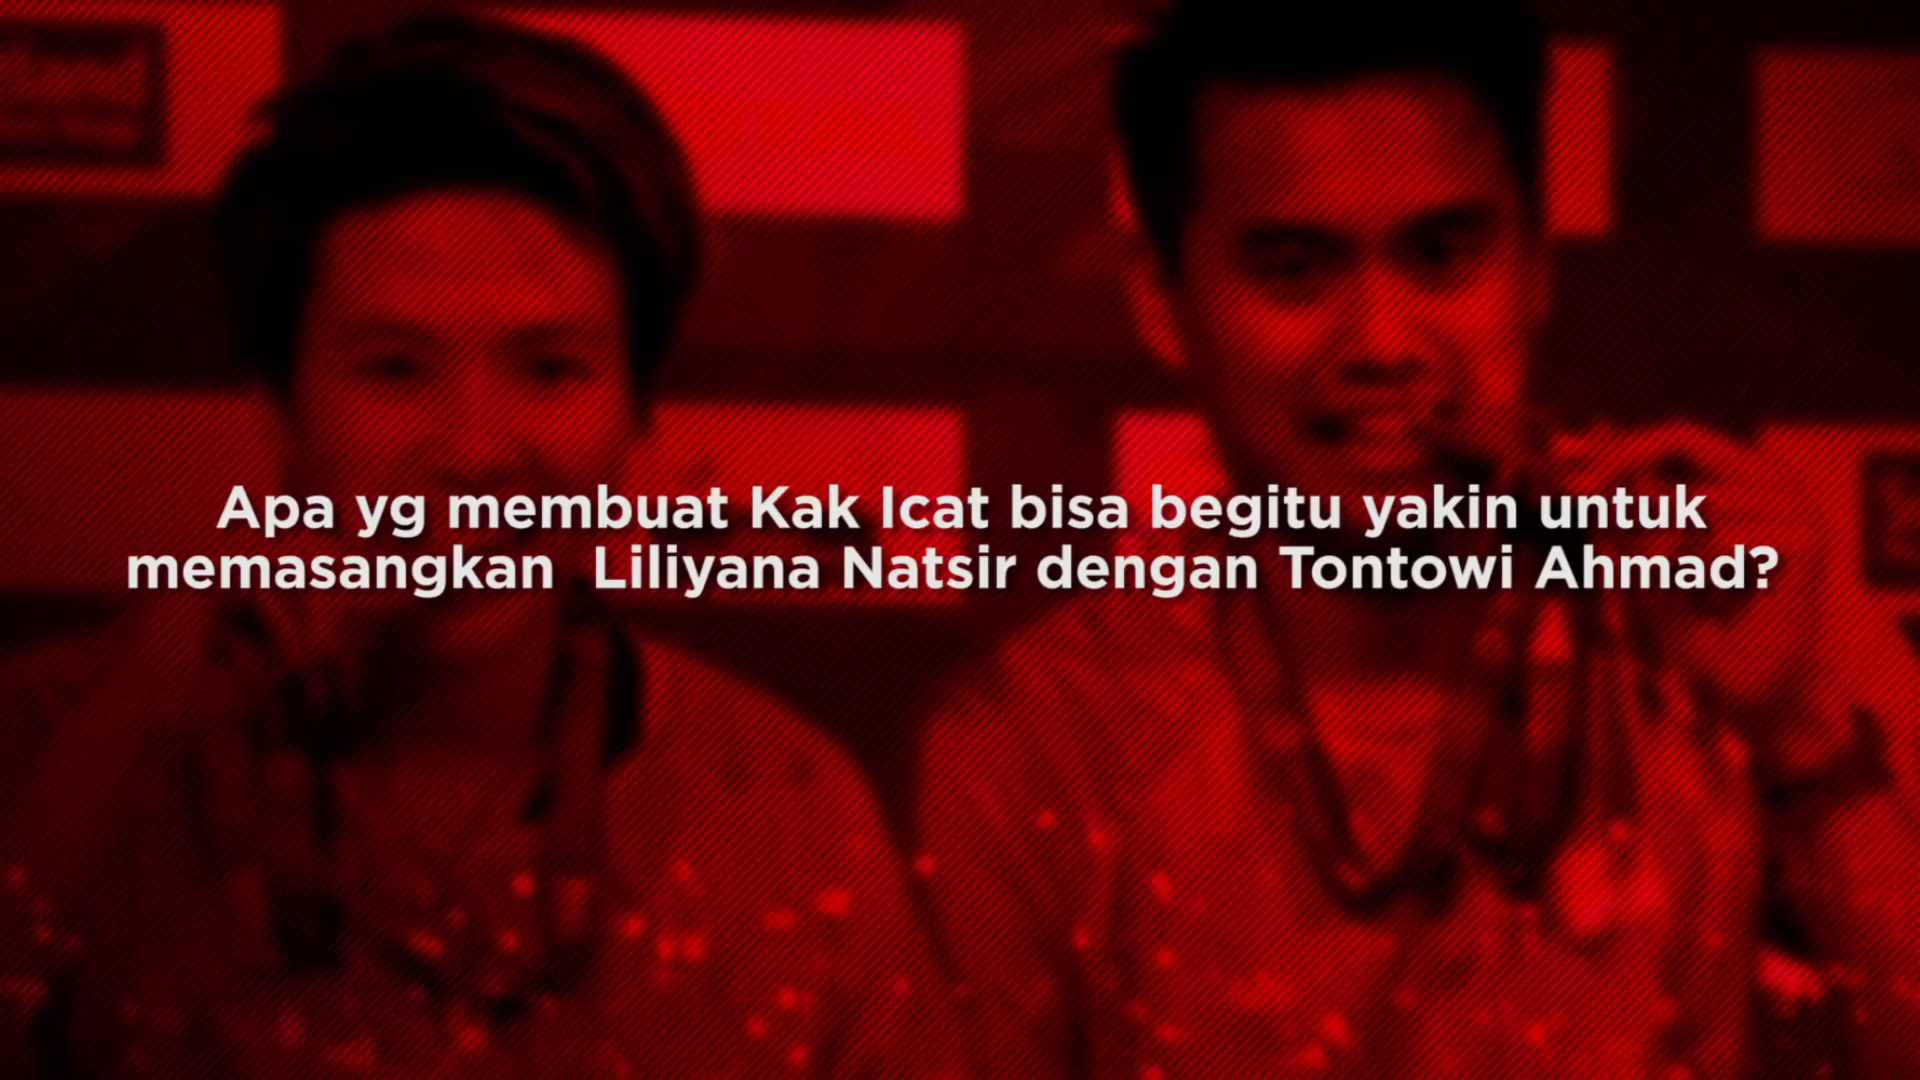 Apa yg membuat Kak Icat bisa begitu yakin untuk
memasangkan  Liliyana Natsir dengan Tontowi Ahmad?